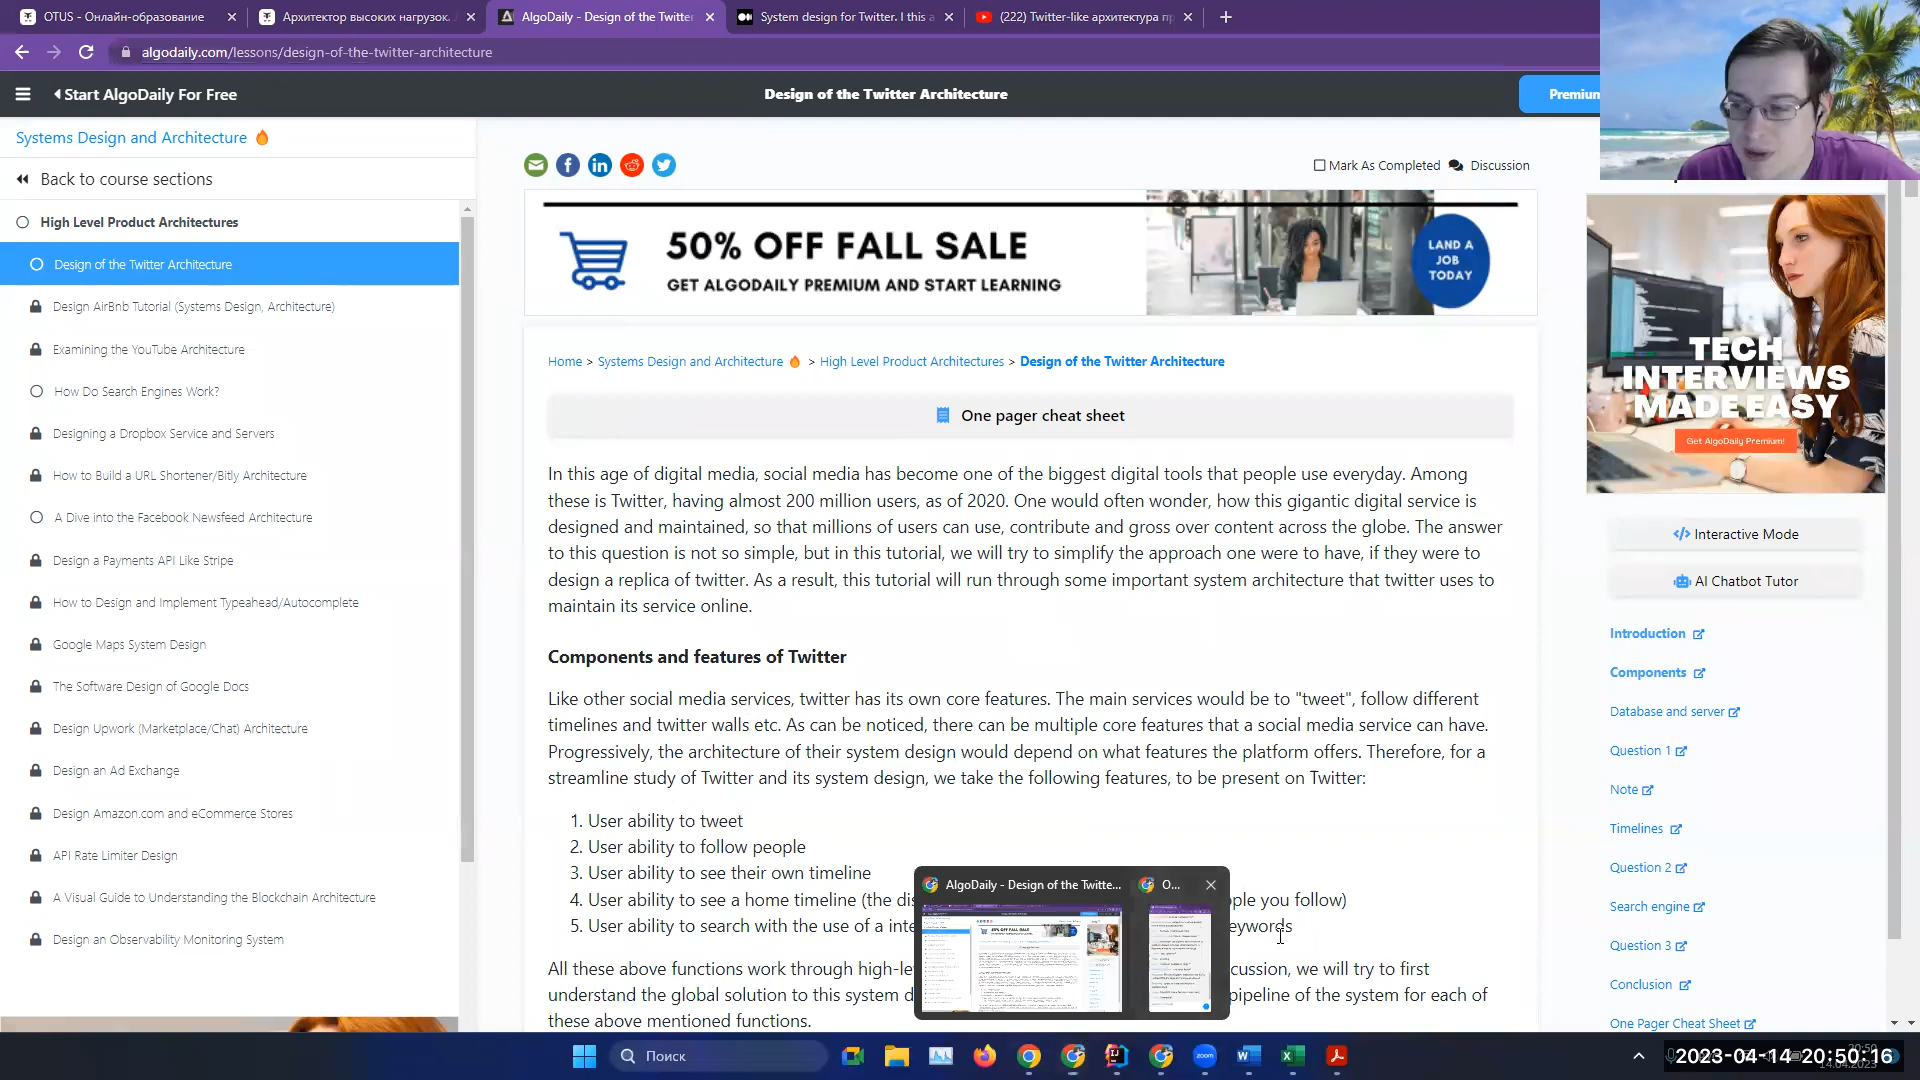 OTUS - Онлайн-образование
Архитектор высоких нагрузок.
AlgoDaily - Design of the Twitter
System design for Twitter. I this a
(222) Twitter-like архитектура п
algodaily.com/lessons/design-of-the-twitter-architecture
Start AlgoDaily For Free
Design of the Twitter Architecture
Premium
Systems Design and Architecture
Back to course sections
High Level Product Architectures
Design of the Twitter Architecture
Design AirBnb Tutorial (Systems Design, Architecture)
Examining the YouTube Architecture
How Do Search Engines Work?
Designing a Dropbox Service and Servers
How to Build a URL Shortener/Bitly Architecture
A Dive into the Facebook Newsfeed Architecture
Design a Payments API Like Stripe
How to Design and Implement Typeahead/Autocomplete
Google Maps System Design
The Software Design of Google Docs
Design Upwork (Marketplace/Chat) Architecture
Design an Ad Exchange
Design Amazon.com and eCommerce Stores
API Rate Limiter Design
A Visual Guide to Understanding the Blockchain Architecture
Design an Observability Monitoring System
Mark As Completed
Discussion
50% OFF FALL SALE
GET ALGODAILY PREMIUM AND START LEARNING
LAND A
JOB
TODAY
Home > Systems Design and Architecture > High Level Product Architectures > Design of the Twitter Architecture
One pager cheat sheet
In this age of digital media, social media has become one of the biggest digital tools that people use everyday. Among
these is Twitter, having almost 200 million users, as of 2020. One would often wonder, how this gigantic digital service is
designed and maintained, so that millions of users can use, contribute and gross over content across the globe. The answer
to this question is not so simple, but in this tutorial, we will try to simplify the approach one were to have, if they were to
design a replica of twitter. As a result, this tutorial will run through some important system architecture that twitter uses to
maintain its service online.
Components and features of Twitter
Like other social media services, twitter has its own core features. The main services would be to "tweet", follow different
timelines and twitter walls etc. As can be noticed, there can be multiple core features that a social media service can have.
Progressively, the architecture of their system design would depend on what features the platform offers. Therefore, for a
streamline study of Twitter and its system design, we take the following features, to be present on Twitter:
1. User ability to tweet
2. User ability to follow people
3. User ability to see their own timeline
4. User ability to see a home timeline (the dis ple you follow)
5. User ability to search with the use of a inte eywords
All these above functions work through high-le cussion, we will try to first
understand the global solution to this system d pipeline of the system for each of
these above mentioned functions.
AlgoDaily - Design of the Twitte...
O...
TECH
INTERVIEWS
MADE EASY
Get AlgoDaily Premium!
Interactive Mode
AI Chatbot Tutor
Introduction
Components
Database and server
Question 1
Note
Timelines
Question 2
Search engine
Question 3
Conclusion
One Pager Cheat Sheet
Поиск
zoom
2023-04-14 20:50:16